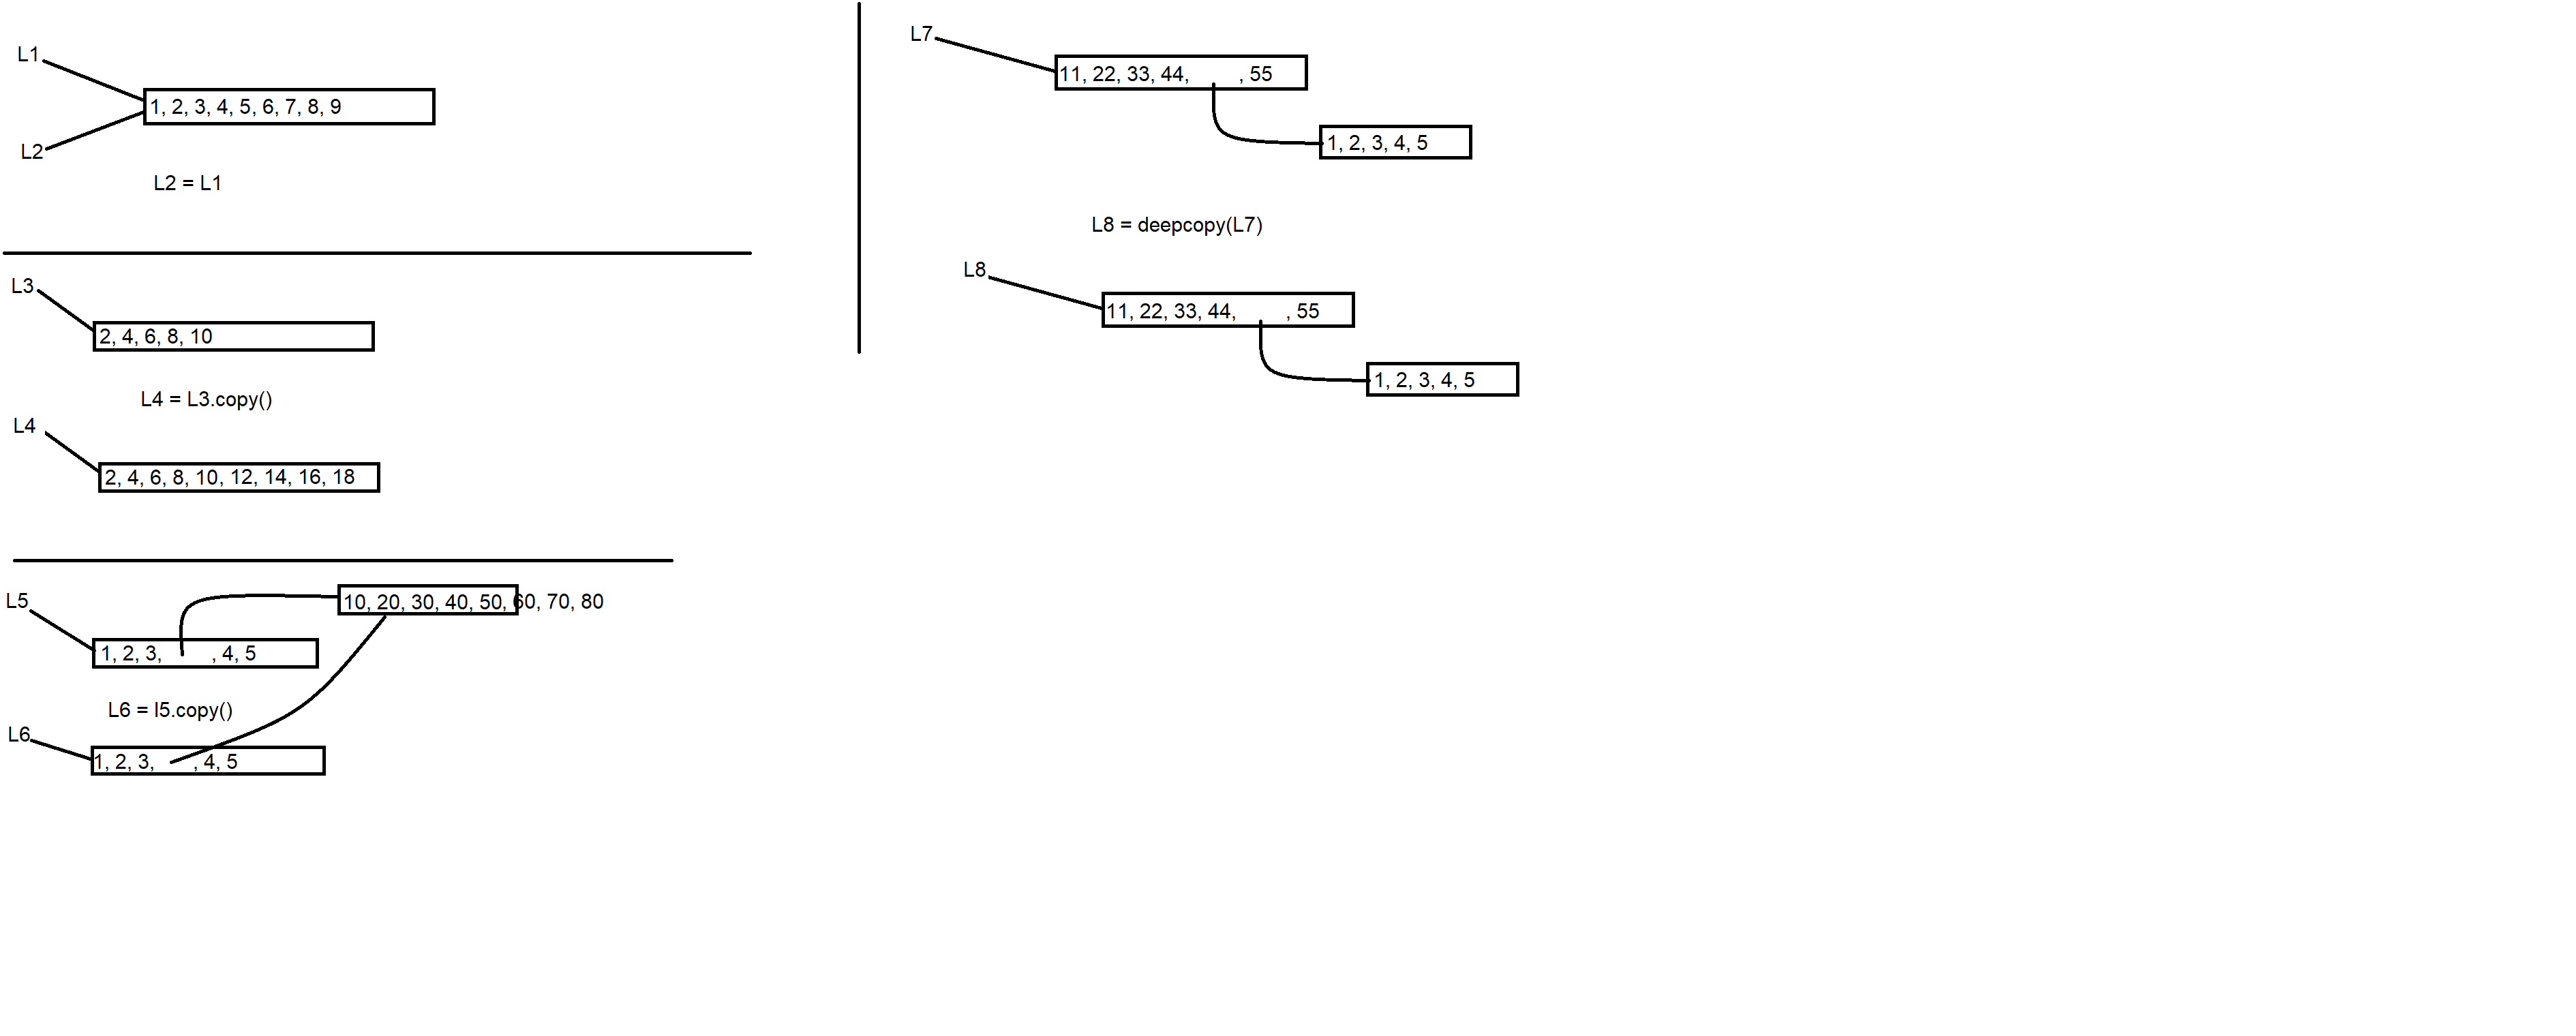 L1
1, 2, 3, 4, 5, 6, 7, 8, 9
L2
L2 = L1
L3
2, 4, 6, 8, 10
L4 = L3.copy()
L4
2, 4, 6, 8, 10, 12, 14, 16, 18
L5
10, 20, 30, 40, 50, 60, 70, 80
1, 2, 3, , 4, 5
L6 = l5.copy()
L6
1, 2, 3, , 4, 5
L7
11, 22, 33, 44, , 55
1, 2, 3, 4, 5
L8 = deepcopy(L7)
L8
11, 22, 33, 44, , 55
1, 2, 3, 4, 5